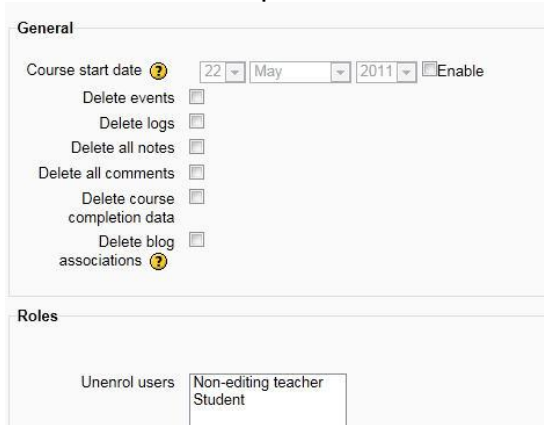 General
Course start date ? 22 May 2011 Enable
Delete events
Delete logs
Delete all notes
Delete all comments
Delete course
completion data
Delete blog
associations ?
Roles
Unenrol users Non-editing teacher
Student